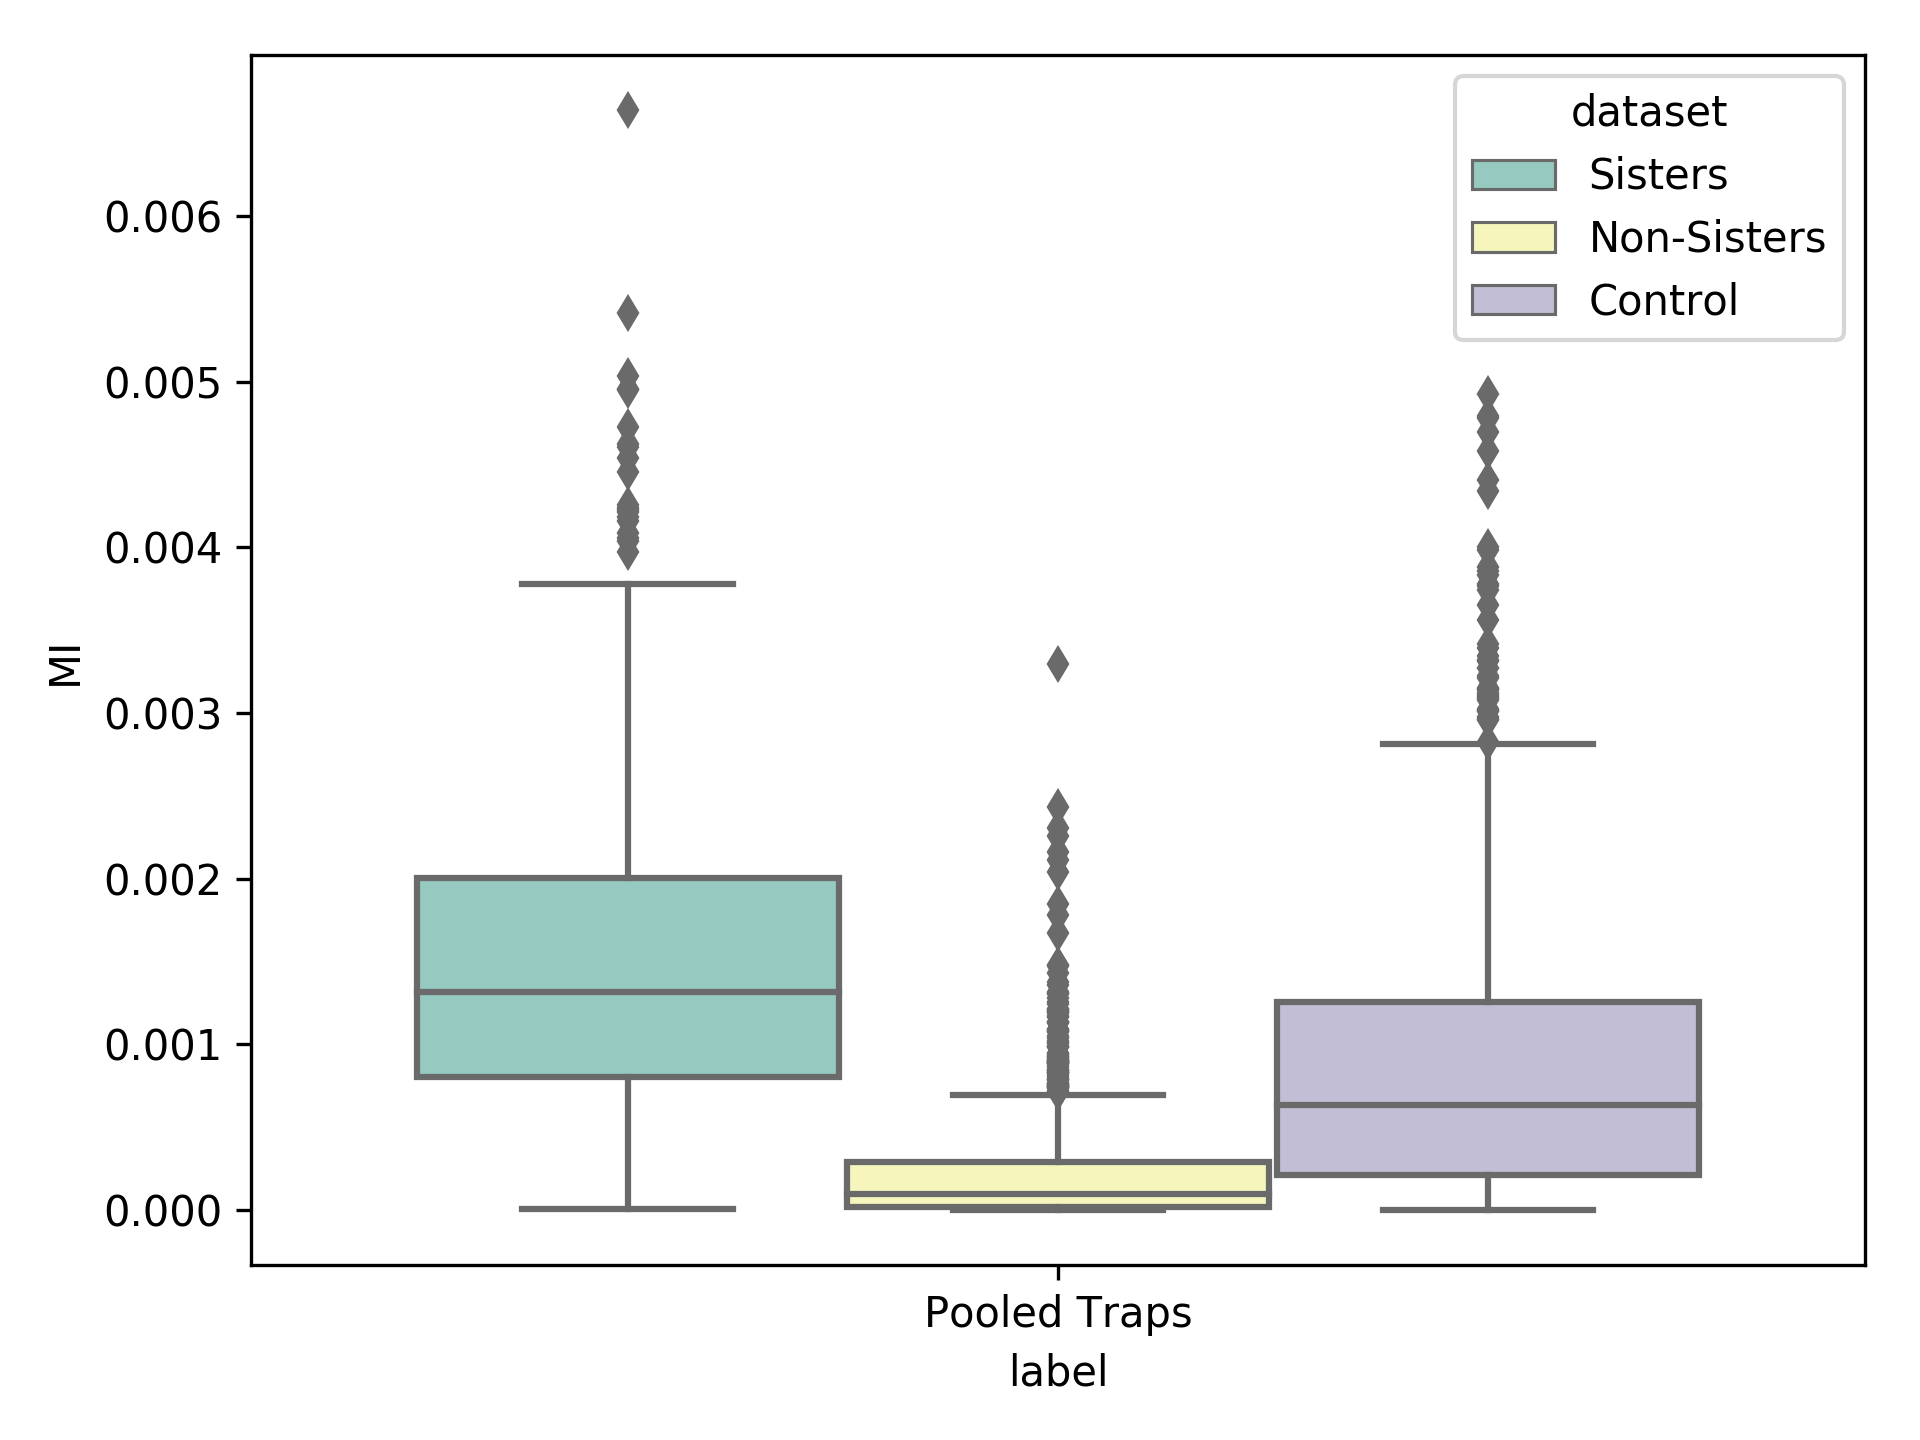 dataset
Sisters
Non-Sisters
Control
0.006
0.005
0.004
0.003
0.002
0.001
0.000
MI
Pooled Traps
label